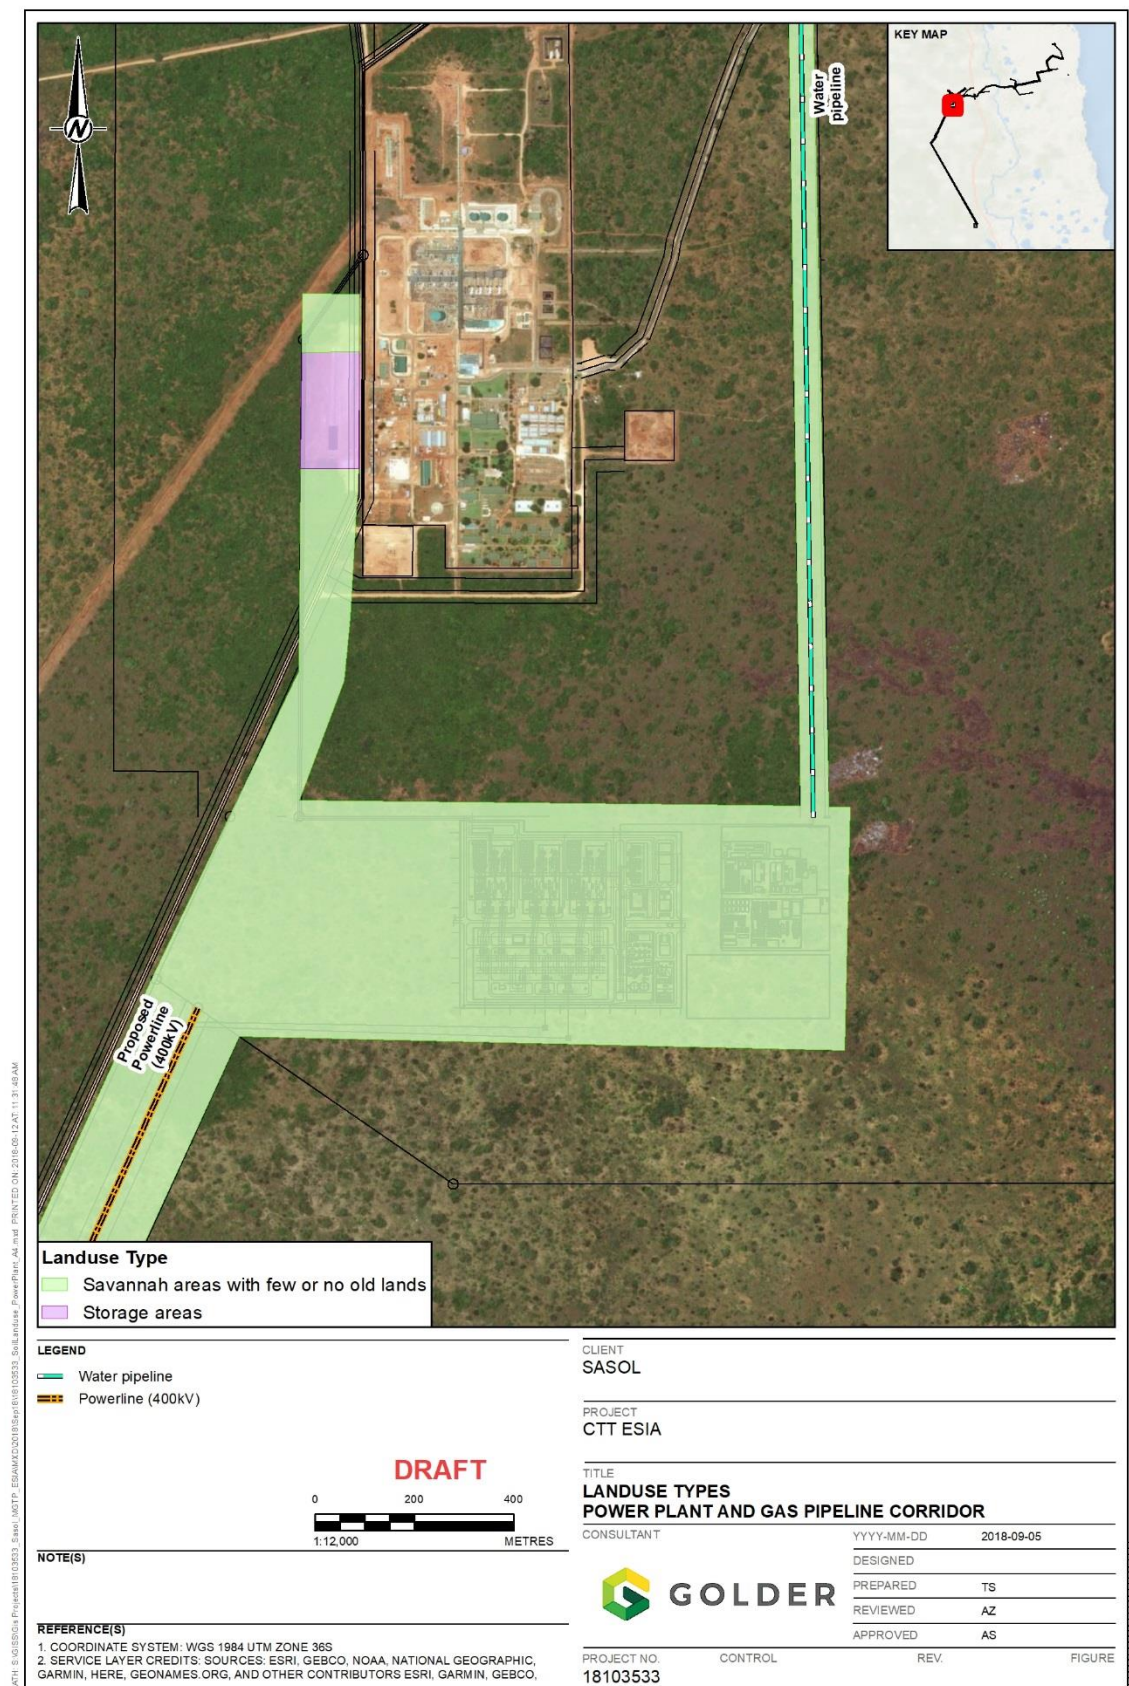 KEY MAP
N
Water
pipeline
Proposed
Powerline
(400kV)
Landuse Type
Savannah areas with few or no old lands
Storage areas
LEGEND
Water pipeline
Powerline (400kV)
DRAFT
0 200 400
1:12,000 METRES
NOTE(S)
REFERENCE(S)
1. COORDINATE SYSTEM: WGS 1984 UTM ZONE 36S
2. SERVICE LAYER CREDITS: SOURCES: ESRI, GEBCO, NOAA, NATIONAL GEOGRAPHIC,
GARMIN, HERE, GEONAMES.ORG, AND OTHER CONTRIBUTORS ESRI, GARMIN, GEBCO,
CLIENT
SASOL
PROJECT
CTT ESIA
TITLE
LANDUSE TYPES
POWER PLANT AND GAS PIPELINE CORRIDOR
CONSULTANT
GOLDER
YYYY-MM-DD 2018-09-05
DESIGNED
PREPARED TS
REVIEWED AZ
APPROVED AS
PROJECT NO. CONTROL REV. FIGURE
18103533